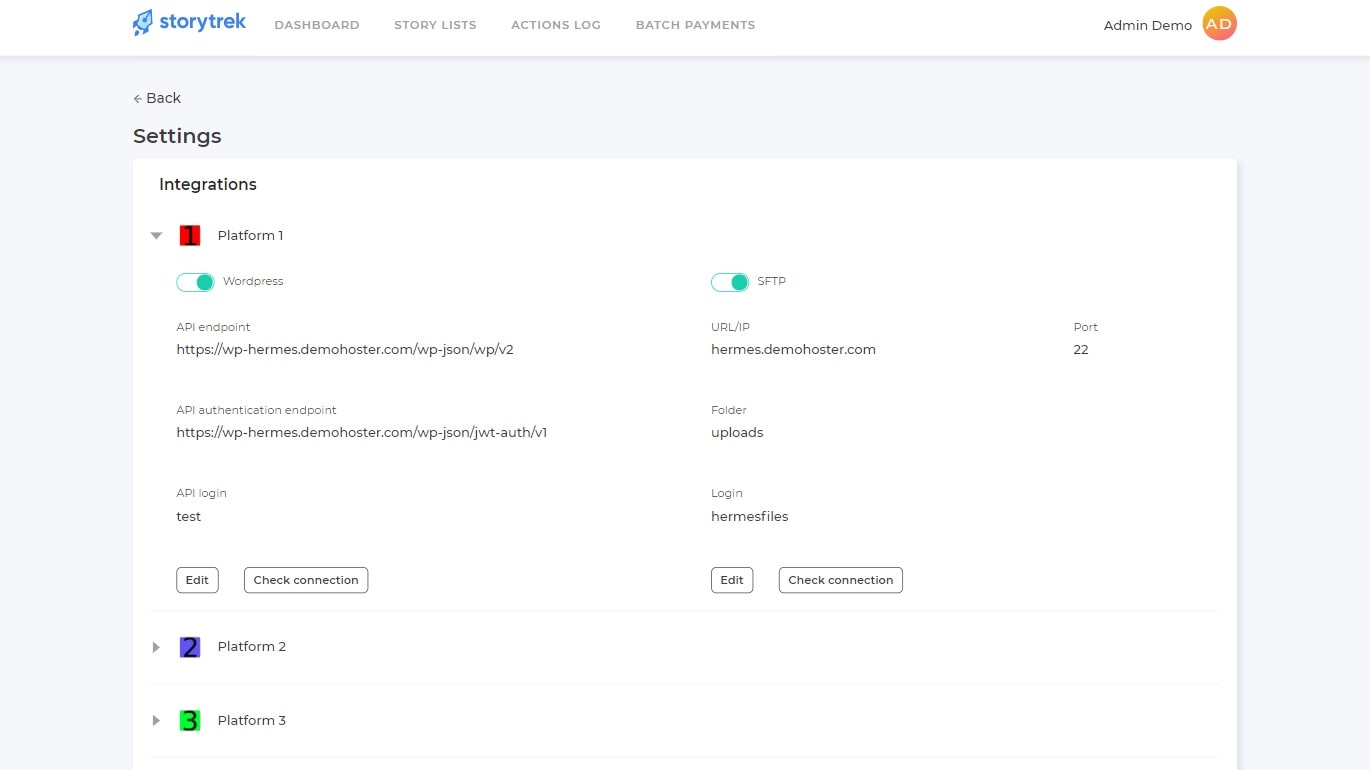 storytrek DASHBOARD STORY LISTS ACTIONS LOG BATCH PAYMENTS Admin Demo AD
← Back
Settings
Integrations
1 Platform 1
Wordpress SFTP
API endpoint URL/IP Port
https://wp-hermes.demohoster.com/wp-json/wp/v2 hermes.demohoster.com 22
API authentication endpoint Folder
https://wp-hermes.demohoster.com/wp-json/jwt-auth/v1 uploads
API login Login
test hermesfiles
Edit Check connection Edit Check connection
2 Platform 2
3 Platform 3